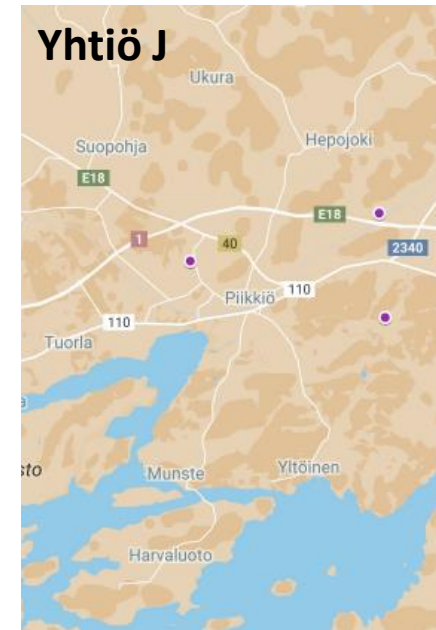 Yhtiö J
Ukura
Suopohja
Hepojoki
E18
E18
1
40
2340
Piikkiö
110
110
Tuorla
sto
Munste
Yltöinen
Harvaluoto